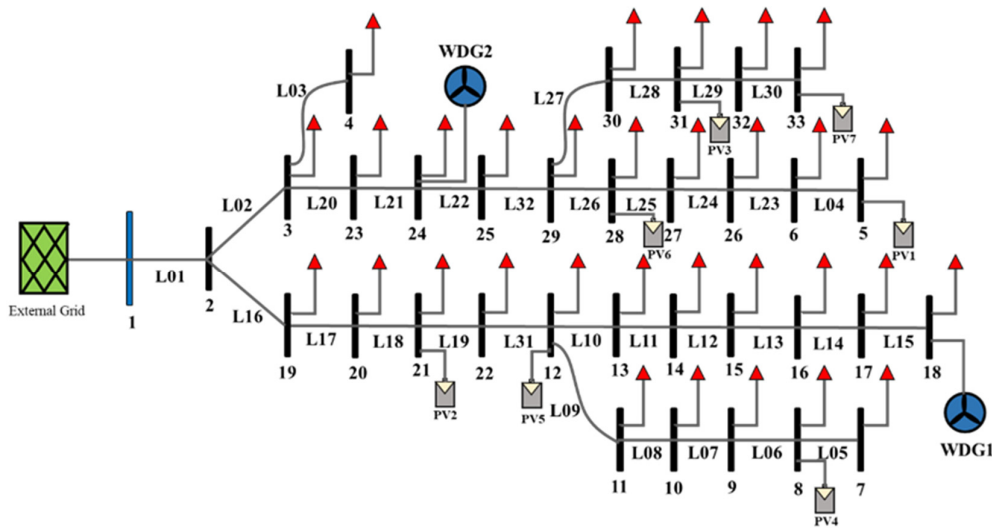 WDG2
L03
4
L27
L28
L29
L30
30
31
32
33
PV3
PV7
L02
L20
L21
L22
L32
L26
L25
L24
L23
L04
3
23
24
25
29
28
27
26
6
5
PV6
PV1
External Grid
1
L01
2
L16
L17
L18
L19
L31
L10
L11
L12
L13
L14
L15
19
20
21
22
12
13
14
15
16
17
18
PV2
PV5
L09
L08
L07
L06
L05
WDG1
11
10
9
8
7
PV4